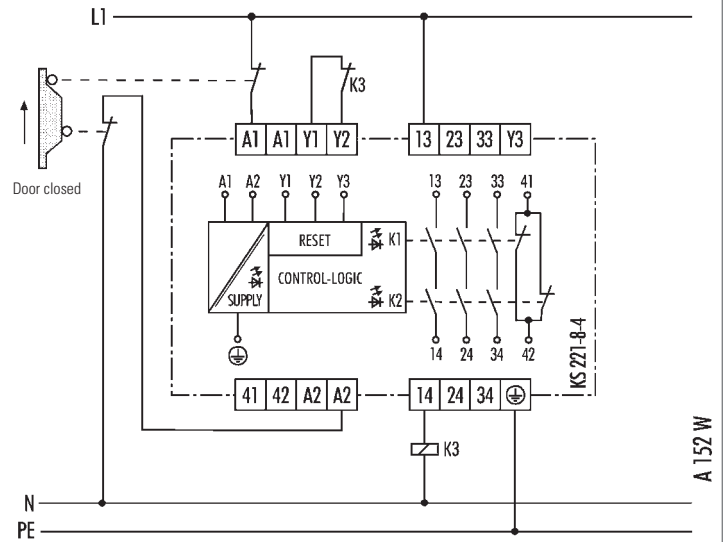 L1
K3
A1 A1 Y1 Y2 13 23 33 Y3
Door closed
A1 A2 Y1 Y2 Y3 13 23 33 41
RESET K1
CONTROL-LOGIC
SUPPLY K2
14 24 34 42
KS 221-8-4
41 42 A2 A2 14 24 34
K3
A 152 W
N
PE